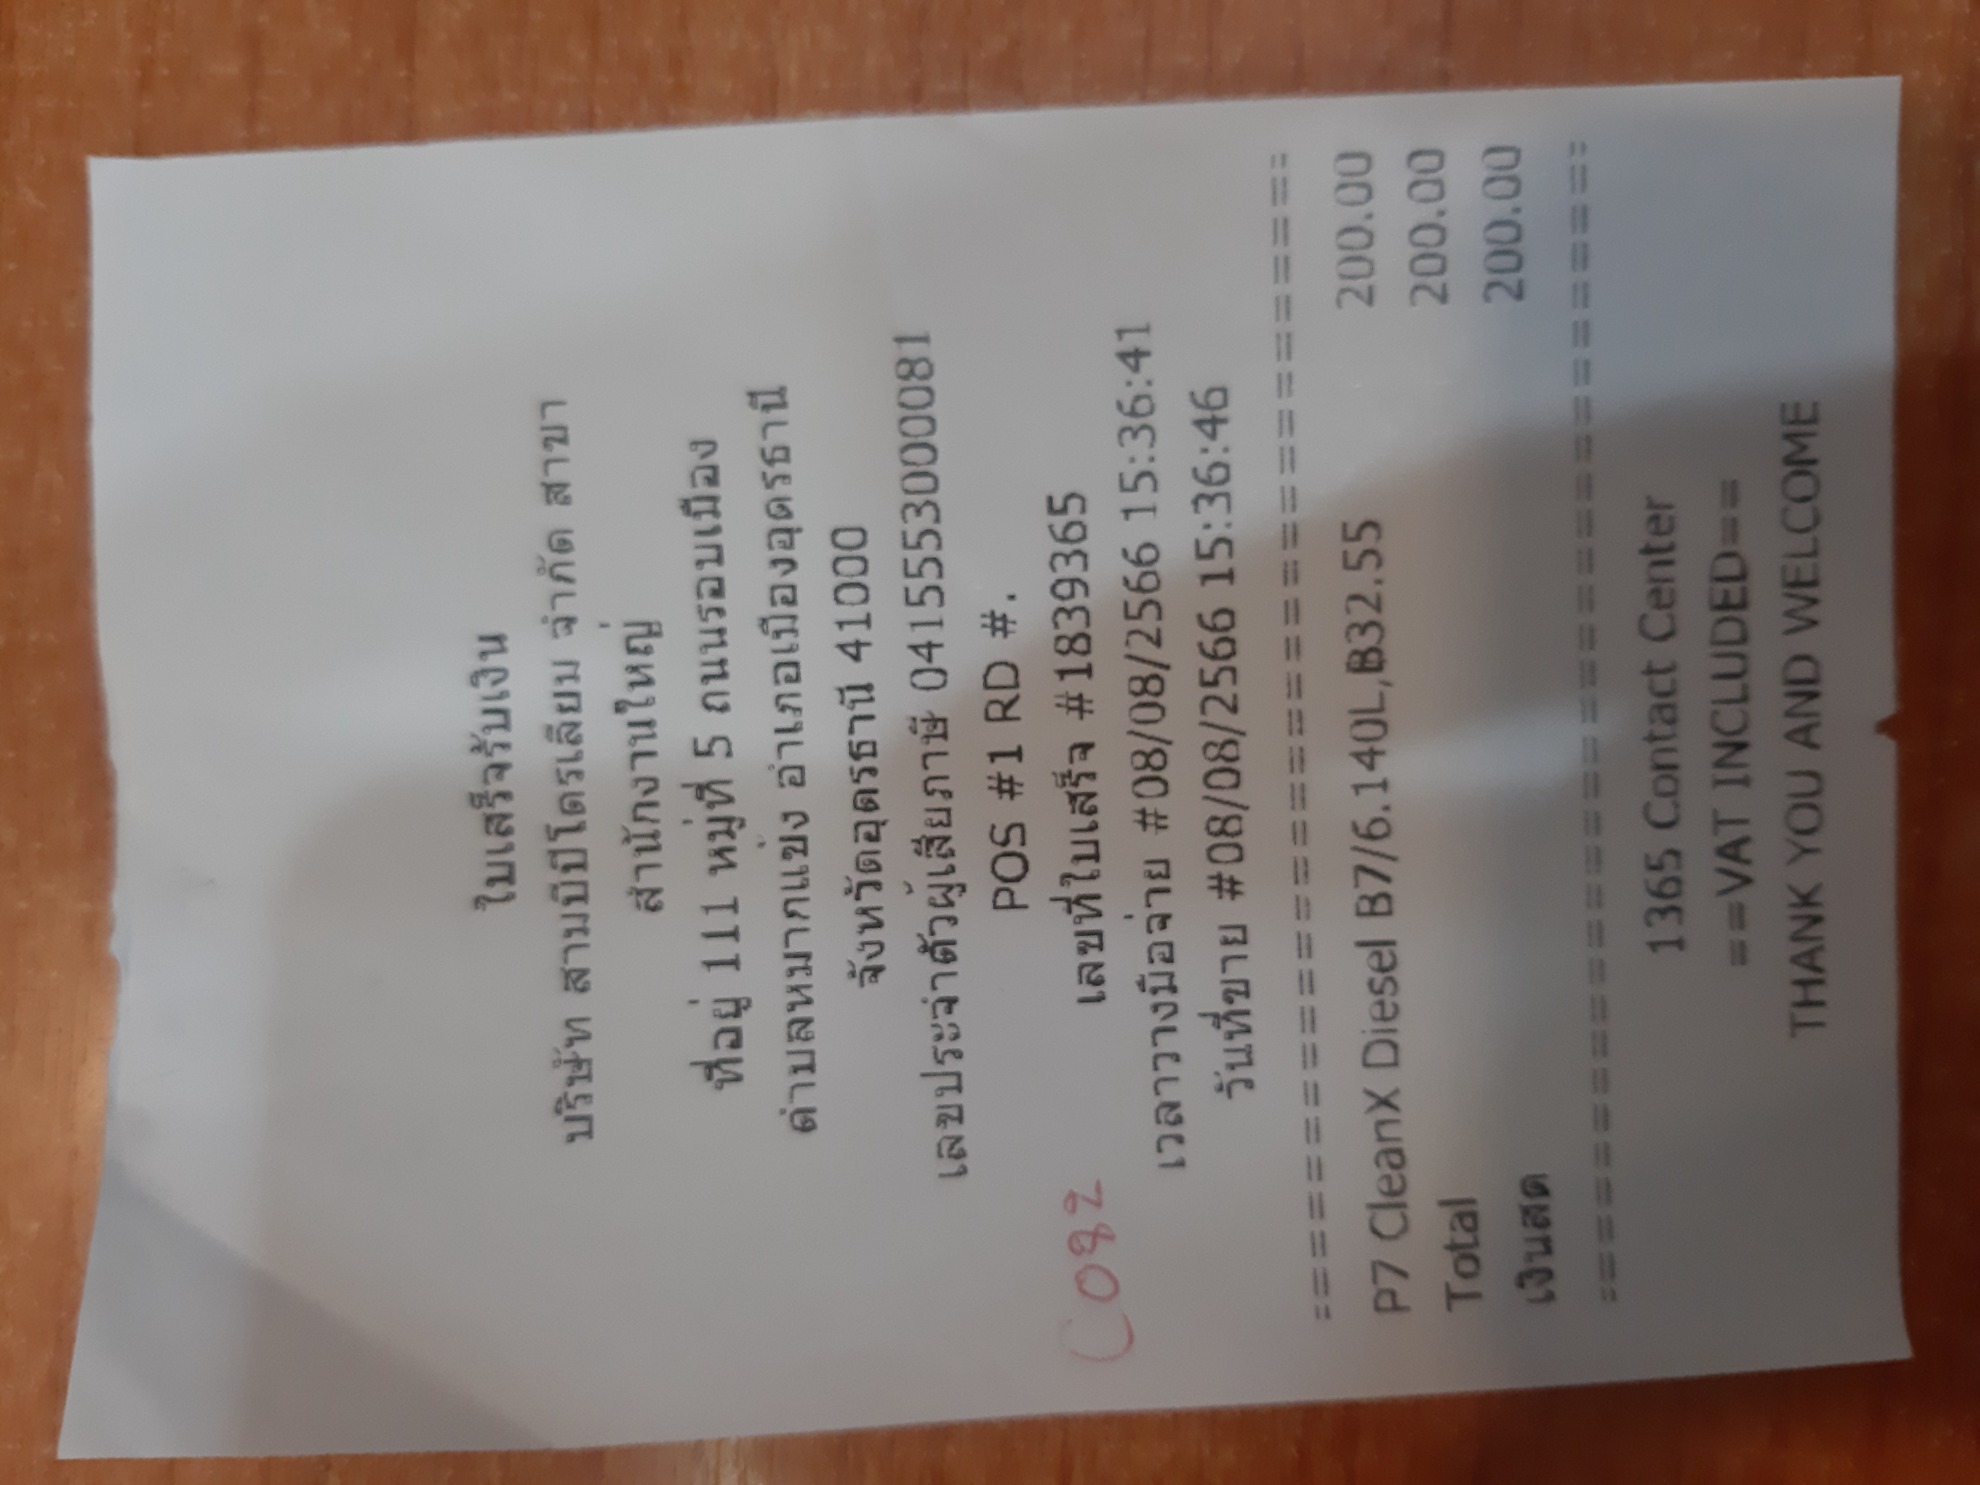 ใบเสร็จรับเงิน
บริษัท สามบีปิโตรเลียม จำกัด สาขา
สำนักงานใหญ่
ที่อยู่ 111 หมู่ที่ 5 ถนนรอบเมือง
ตำบลหมากแข้ง อำเภอเมืองอุดรธานี
จังหวัดอุดรธานี 41000
เลขประจำตัวผู้เสียภาษี 0415553000081
POS #1 RD #.
เลขที่ใบเสร็จ #1839365
C082
เวลาวางมือจ่าย #08/08/2566 15:36:41
วันที่ขาย #08/08/2566 15:36:46
P7 CleanX Diesel B7/6.140L,฿32.55 200.00
Total 200.00
เงินสด 200.00
1365 Contact Center
==VAT INCLUDED==
THANK YOU AND WELCOME